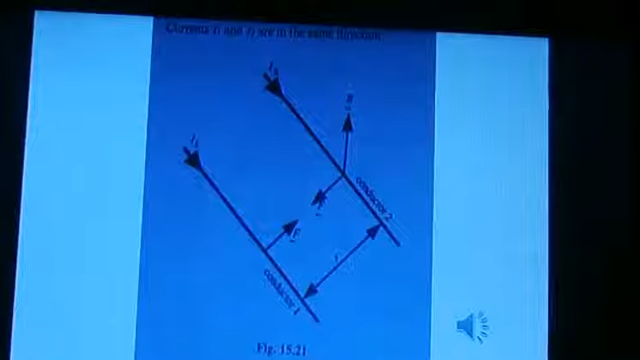 Currents I₁ and I₂ are in the same direction
I₂
B
I₁
conductor 2
F
F
r
conductor 1
Fig. 15.21